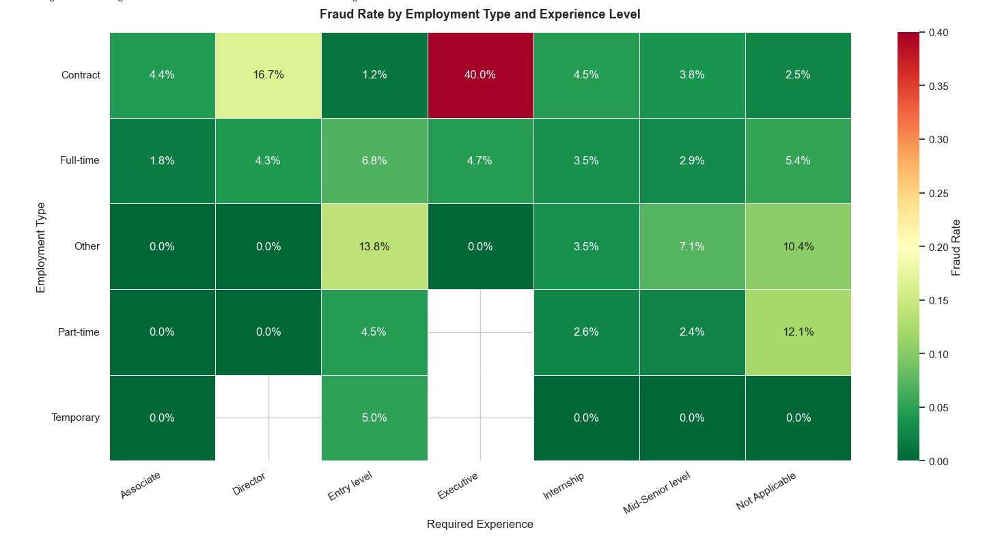 Fraud Rate by Employment Type and Experience Level
Employment Type
Contract 4.4% 16.7% 1.2% 40.0% 4.5% 3.8% 2.5%
Full-time 1.8% 4.3% 6.8% 4.7% 3.5% 2.9% 5.4%
Other 0.0% 0.0% 13.8% 0.0% 3.5% 7.1% 10.4%
Part-time 0.0% 0.0% 4.5% 2.6% 2.4% 12.1%
Temporary 0.0% 5.0% 0.0% 0.0% 0.0%
Associate Director Entry level Executive Internship Mid-Senior level Not Applicable
Required Experience
0.40
0.35
0.30
0.25
0.20
0.15
0.10
0.05
0.00
Fraud Rate